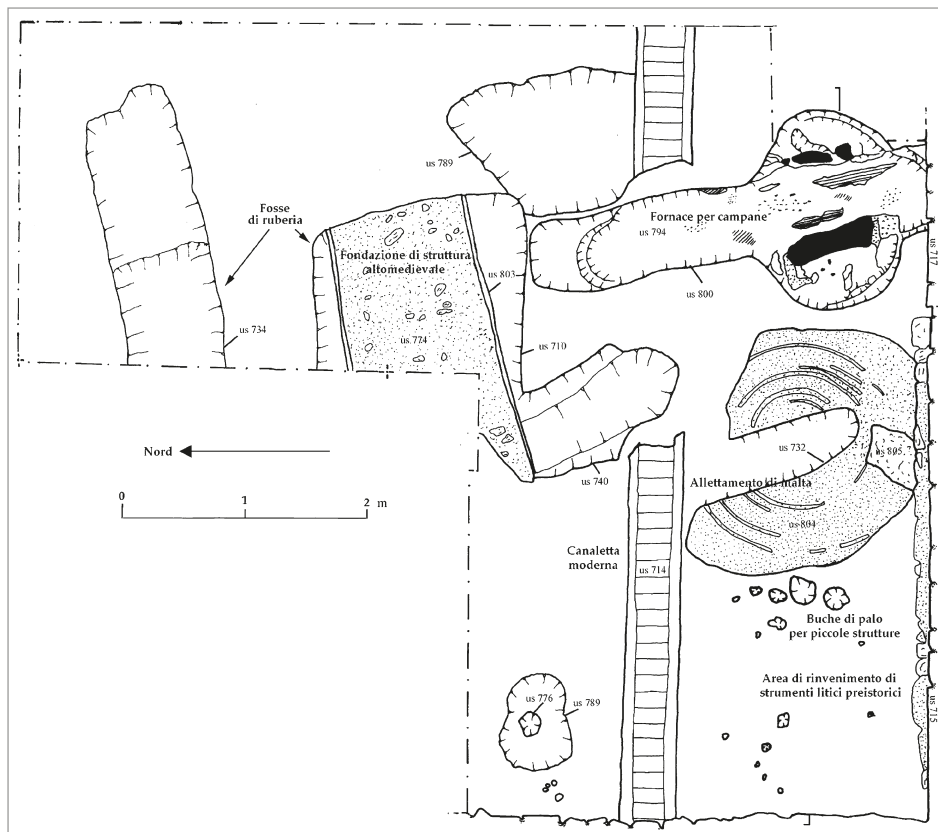 us 789
Fosse
di ruberia
Fornace per campane
us 794
Fondazione di struttura
altomedievale
us 803
us 717
us 800
us 734
us 774
us 710
Nord
us 732
us 805
us 740
Allettamento di malta
0 1 2 m
us 804
Canaletta
moderna
us 714
Buche di palo
per piccole strutture
Area di rinvenimento di
strumenti litici preistorici
us 776
us 789
us 715